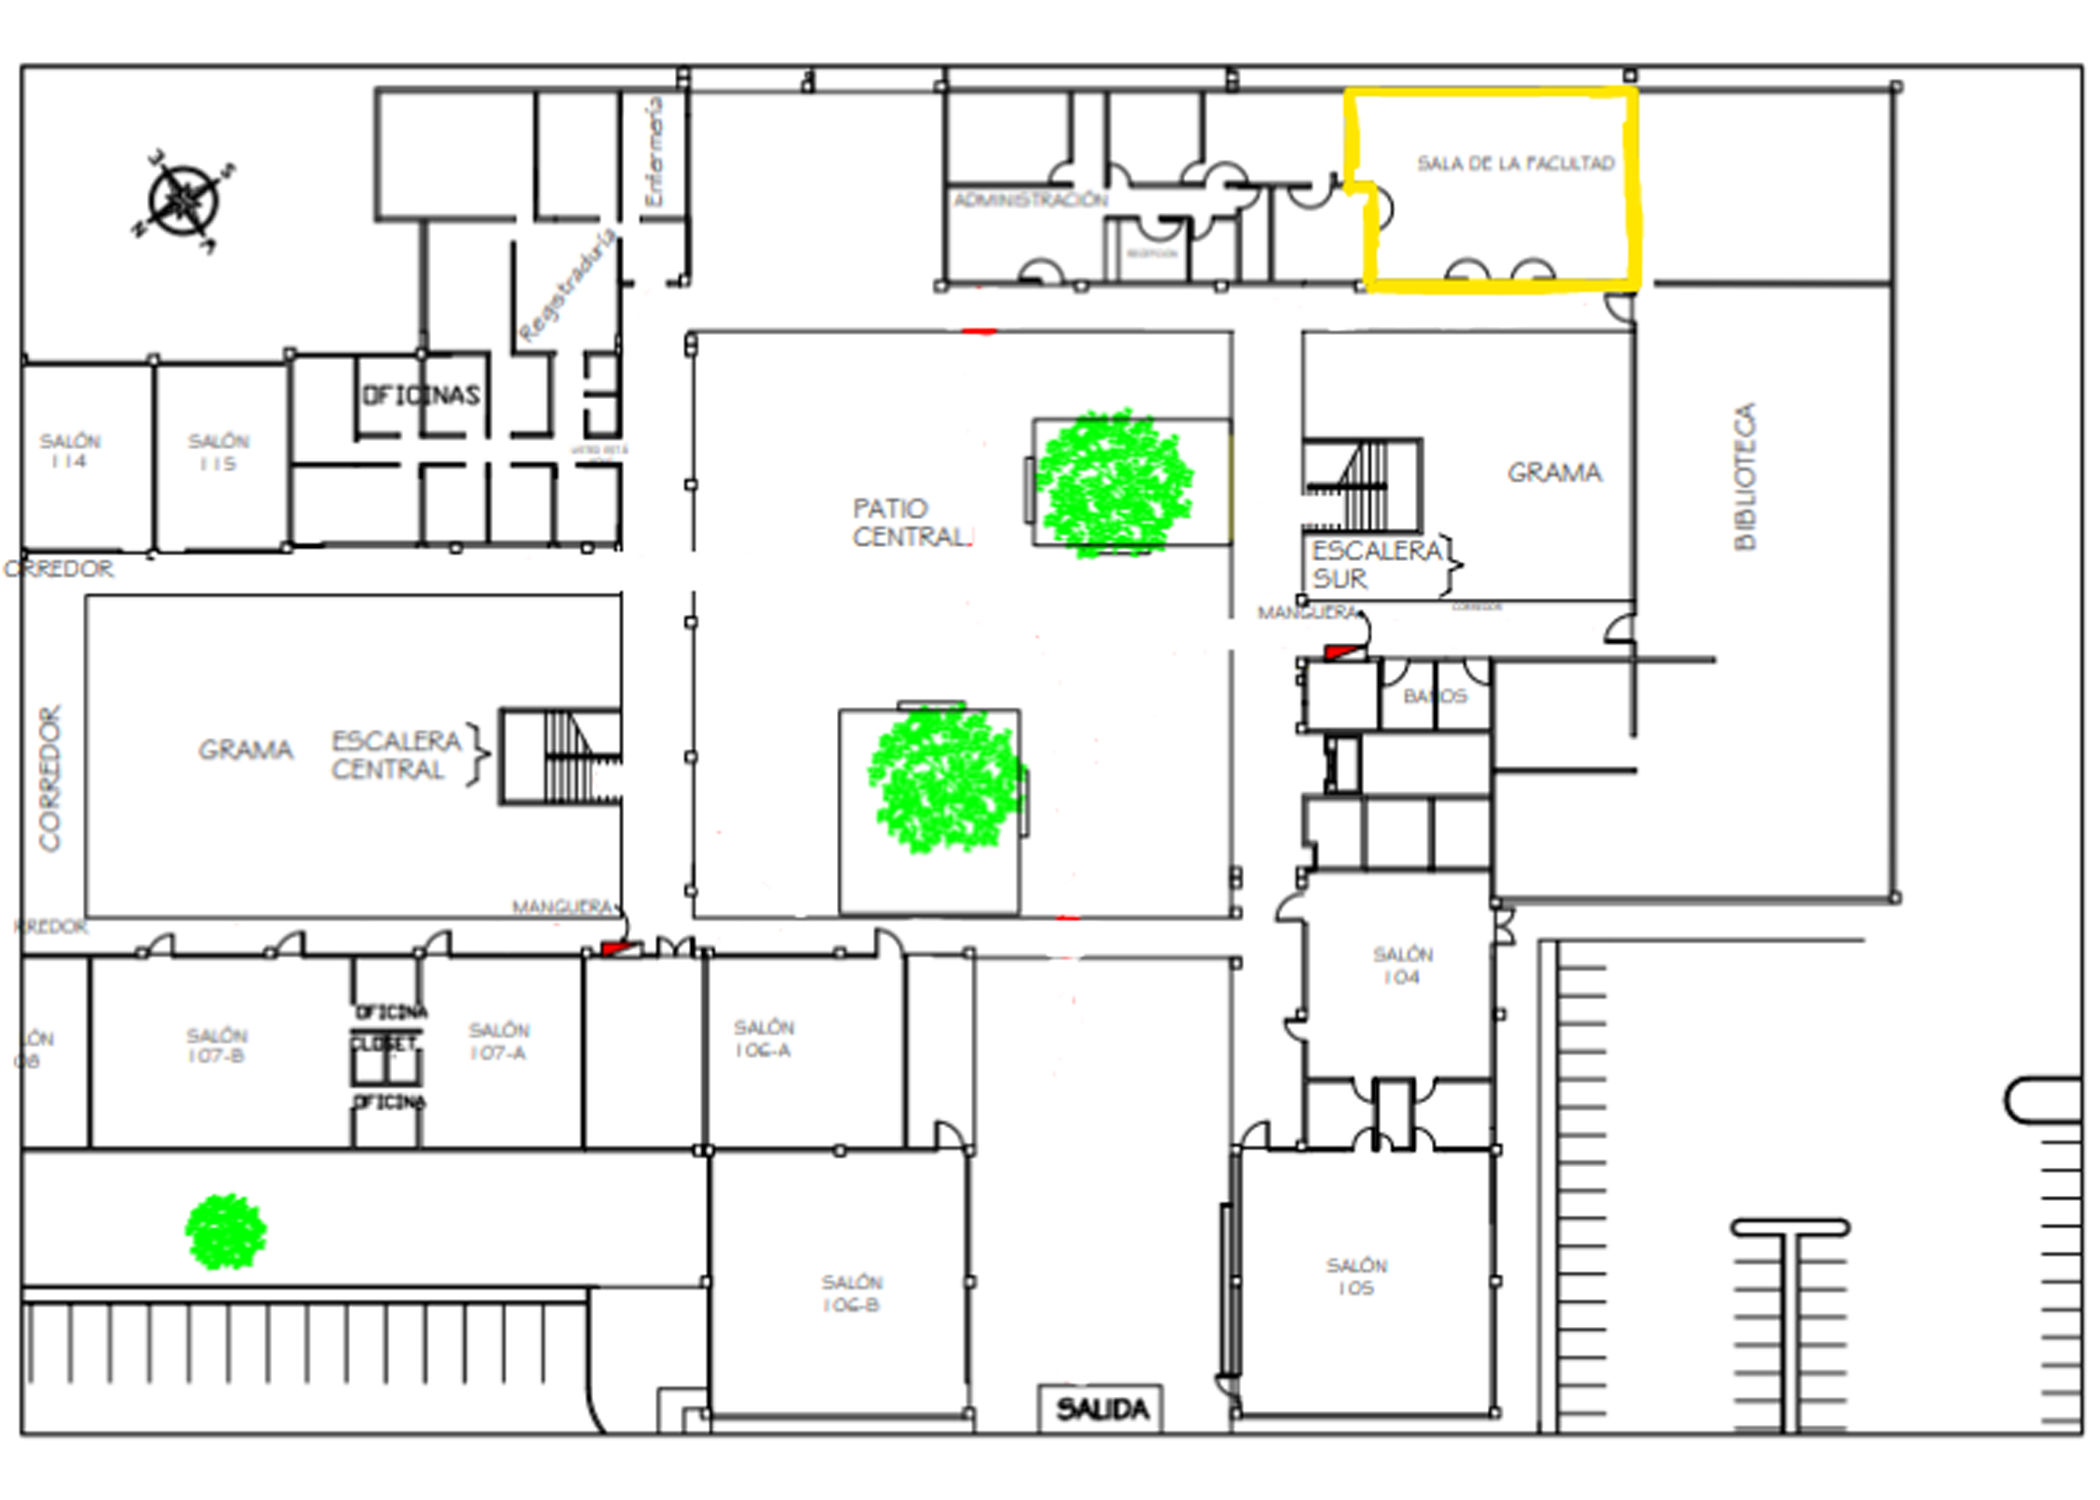 Enfermería
SALA DE LA FACULTAD
ADMINISTRACIÓN
RECEPCION
Registraduría
S
N
OFICINAS
SALÓN
114
SALÓN
115
PATIO
CENTRAL
GRAMA
BIBLIOTECA
ESCALERA
SUR
ORREDOR
MANGUERA
CORREDOR
BAÑOS
CORREDOR
GRAMA
ESCALERA
CENTRAL
MANGUERA
RREDOR
SALÓN
104
OFICINA
CLOSET
OFICINA
LÓN
08
SALÓN
107-B
SALÓN
107-A
SALÓN
106-A
SALÓN
106-B
SALÓN
105
SALIDA